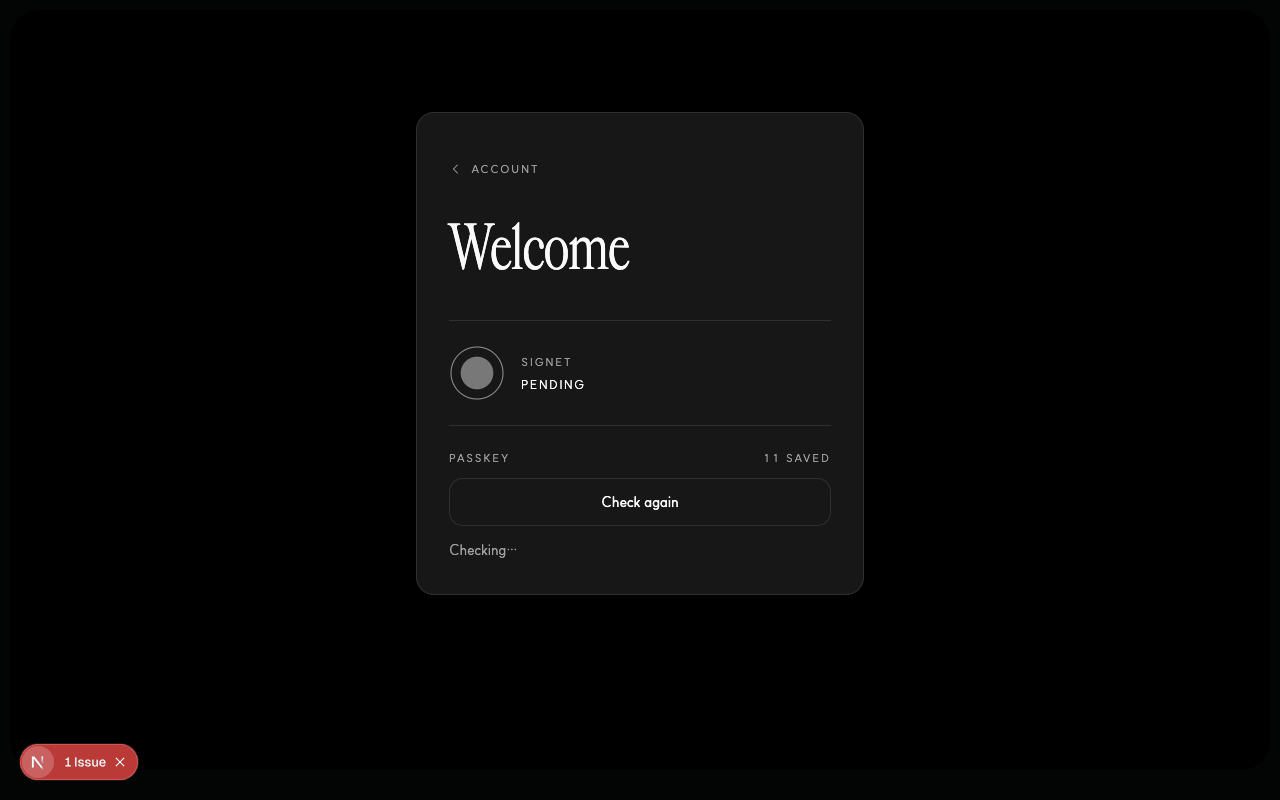 ACCOUNT
Welcome
SIGNET
PENDING
PASSKEY
11 SAVED
Check again
Checking…
N
1 Issue